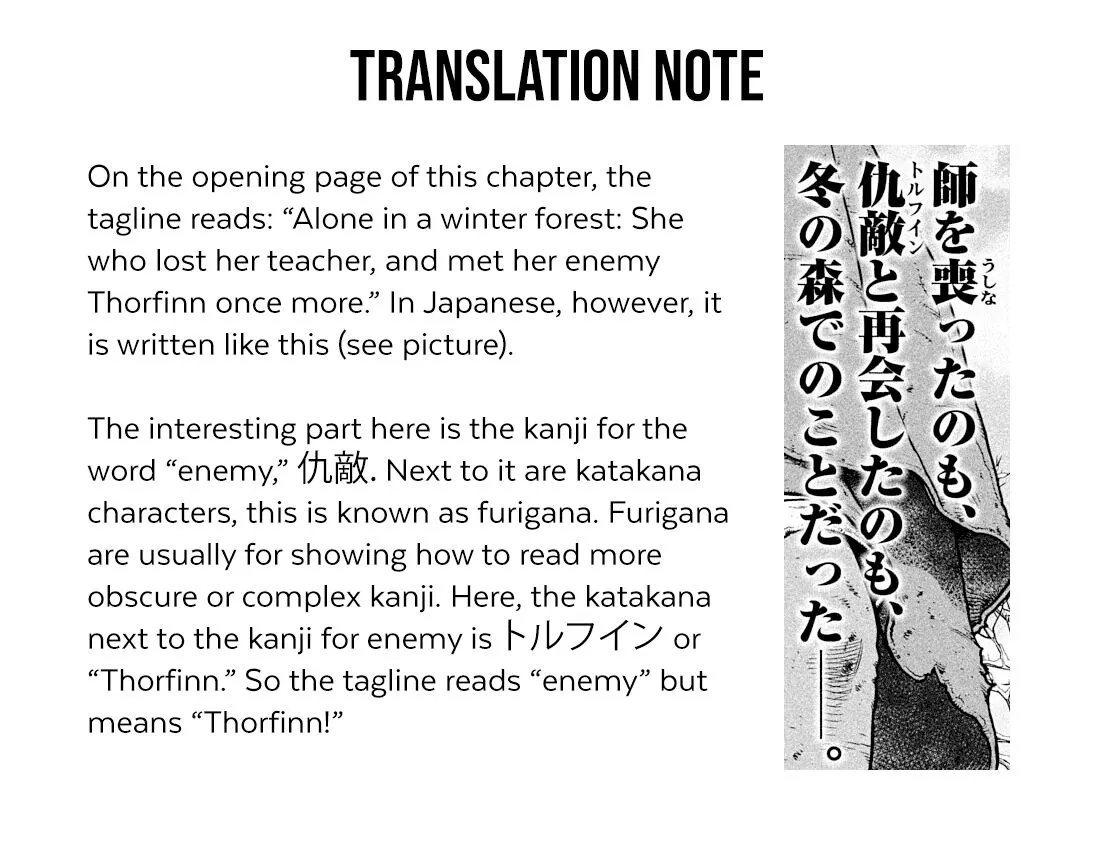 TRANSLATION NOTE
On the opening page of this chapter, the
tagline reads: “Alone in a winter forest: She
who lost her teacher, and met her enemy
Thorfinn once more.” In Japanese, however, it
is written like this (see picture).
The interesting part here is the kanji for the
word “enemy,” 仇敵. Next to it are katakana
characters, this is known as furigana. Furigana
are usually for showing how to read more
obscure or complex kanji. Here, the katakana
next to the kanji for enemy is トルフイン or
“Thorfinn.” So the tagline reads “enemy” but
means “Thorfinn!”
師を喪ったのも、
うしな
仇敵と再会したのも、
トルフイン
冬の森でのことだった――。